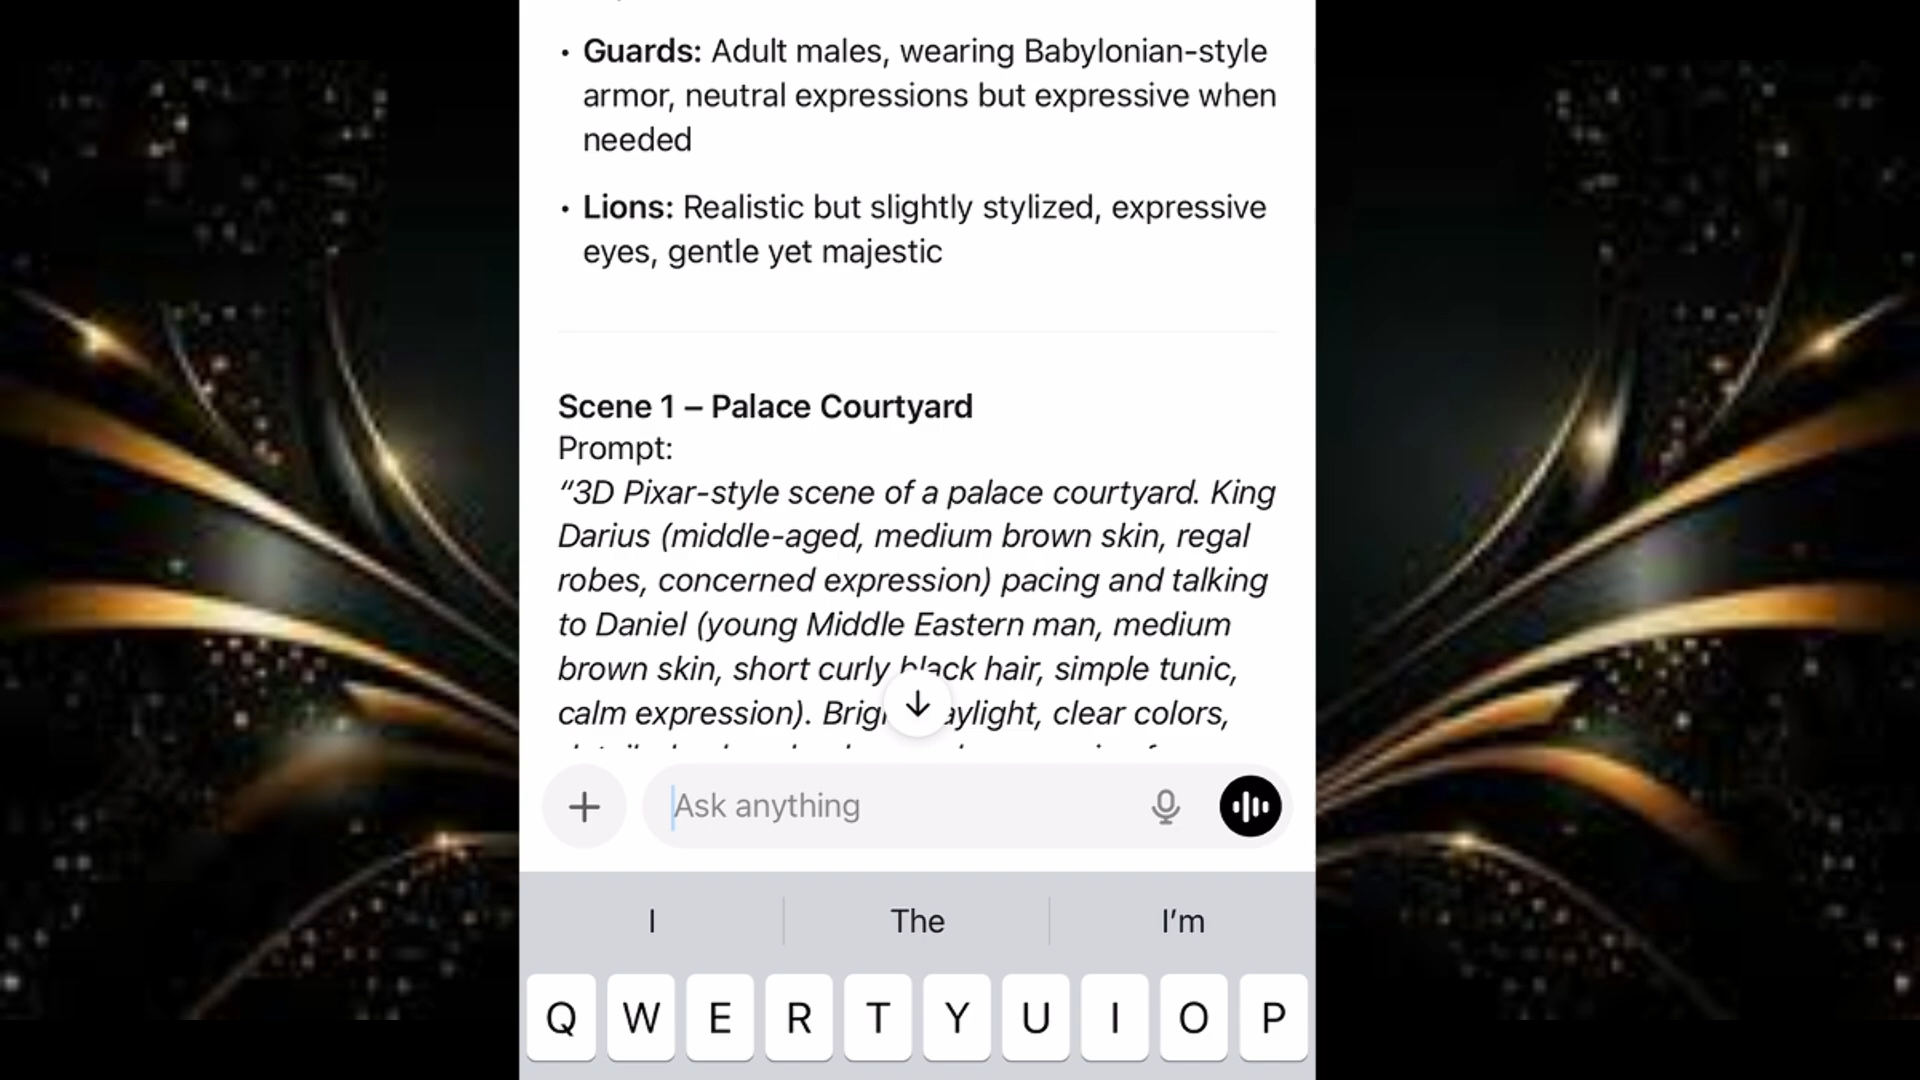 • Guards: Adult males, wearing Babylonian-style
armor, neutral expressions but expressive when
needed
• Lions: Realistic but slightly stylized, expressive
eyes, gentle yet majestic
Scene 1 – Palace Courtyard
Prompt:
“3D Pixar-style scene of a palace courtyard. King
Darius (middle-aged, medium brown skin, regal
robes, concerned expression) pacing and talking
to Daniel (young Middle Eastern man, medium
brown skin, short curly black hair, simple tunic,
calm expression). Bright daylight, clear colors,
Ask anything
I The I’m
Q W E R T Y U I O P